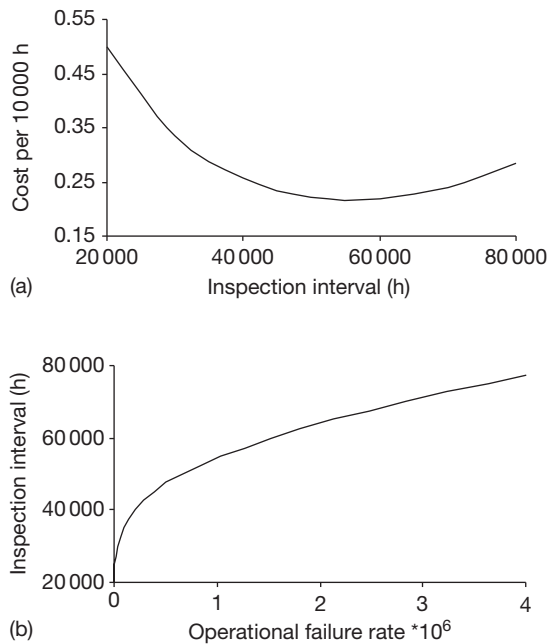 0.55
0.45
0.35
0.25
0.15
Cost per 10 000 h
20 000 40 000 60 000 80 000
(a) Inspection interval (h)
80 000
60 000
40 000
20 000
Inspection interval (h)
0 1 2 3 4
(b) Operational failure rate *10⁶